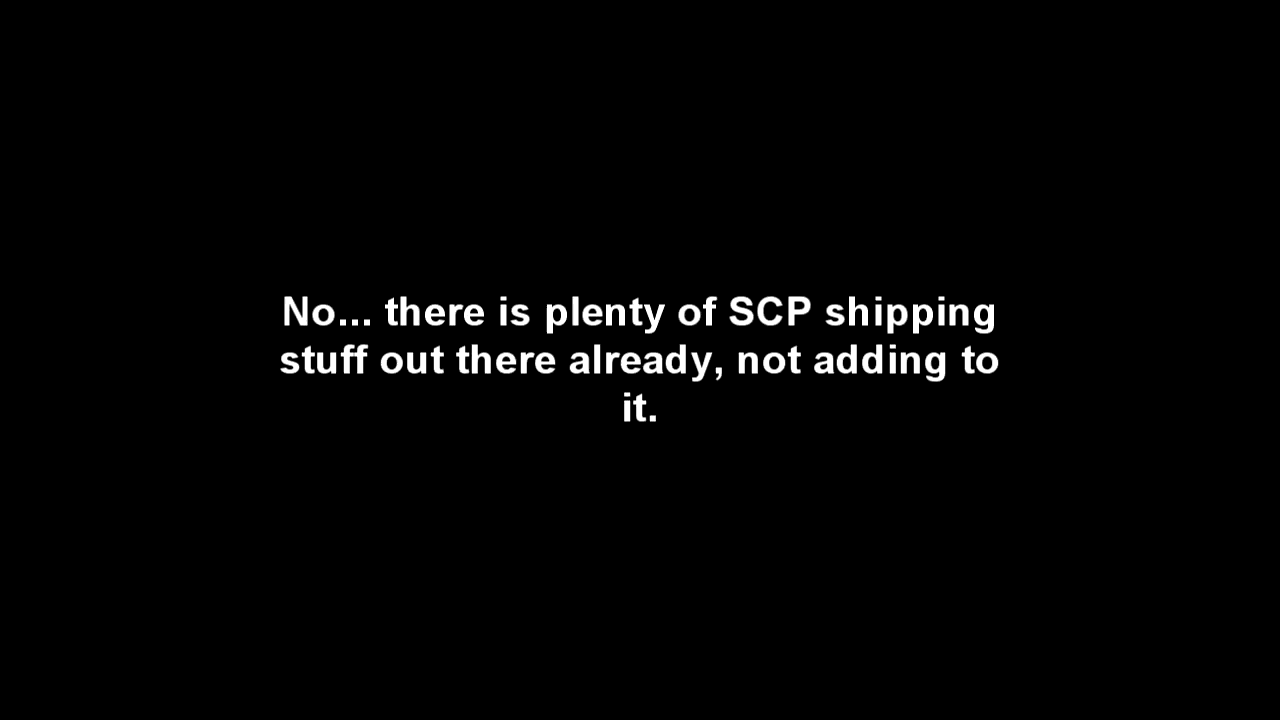 No... there is plenty of SCP shipping
stuff out there already, not adding to
it.